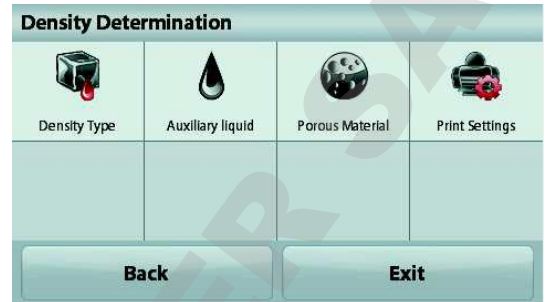 Density Determination
Density Type
Auxiliary liquid
Porous Material
Print Settings
Back
Exit